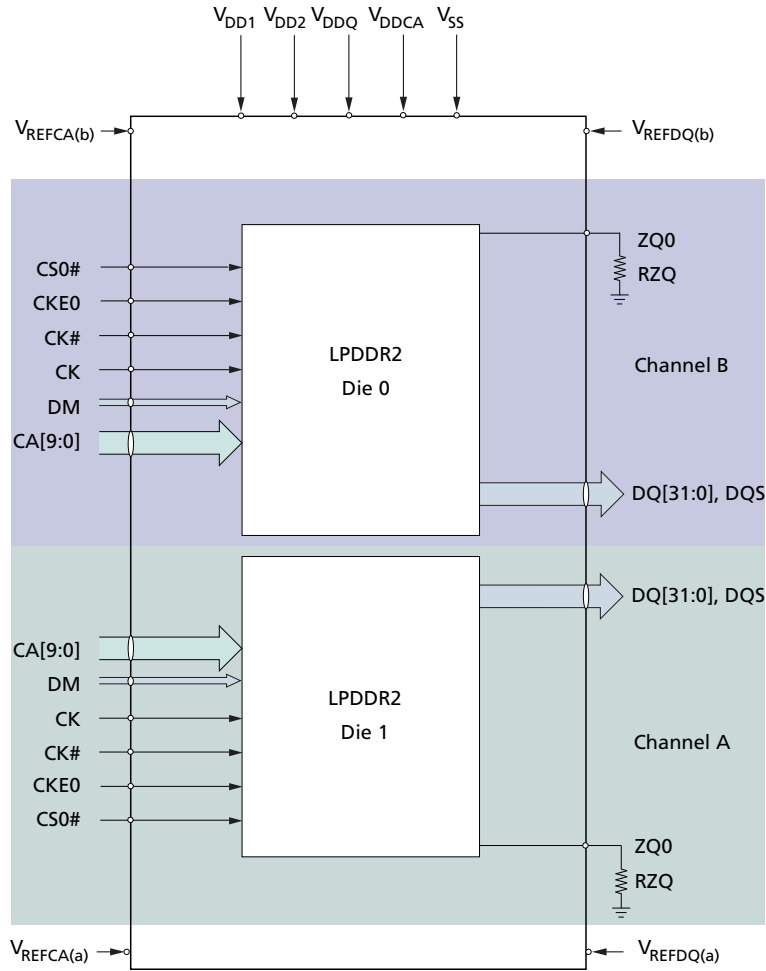 VDD1 VDD2 VDDQ VDDCA VSS
VREFCA(b)
VREFDQ(b)
CS0#
CKE0
CK#
CK
DM
CA[9:0]
LPDDR2
Die 0
ZQ0
RZQ
Channel B
DQ[31:0], DQS
CA[9:0]
DM
CK
CK#
CKE0
CS0#
LPDDR2
Die 1
DQ[31:0], DQS
Channel A
ZQ0
RZQ
VREFCA(a)
VREFDQ(a)